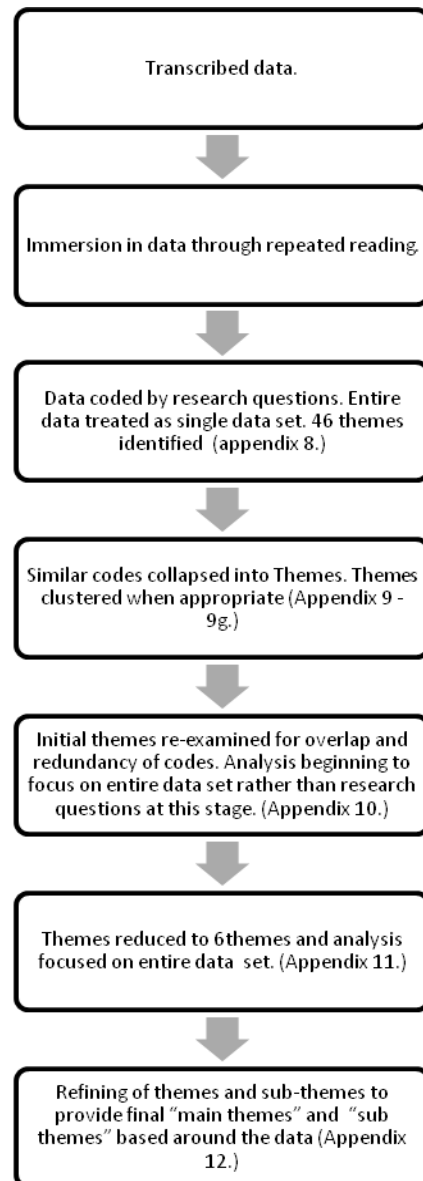 Transcribed data.
Immersion in data through repeated reading.
Data coded by research questions. Entire
data treated as single data set. 46 themes
identified (appendix 8.)
Similar codes collapsed into Themes. Themes
clustered when appropriate (Appendix 9 -
9g.)
Initial themes re-examined for overlap and
redundancy of codes. Analysis beginning to
focus on entire data set rather than research
questions at this stage. (Appendix 10.)
Themes reduced to 6themes and analysis
focused on entire data set. (Appendix 11.)
Refining of themes and sub-themes to
provide final “main themes” and “sub
themes” based around the data (Appendix
12.)